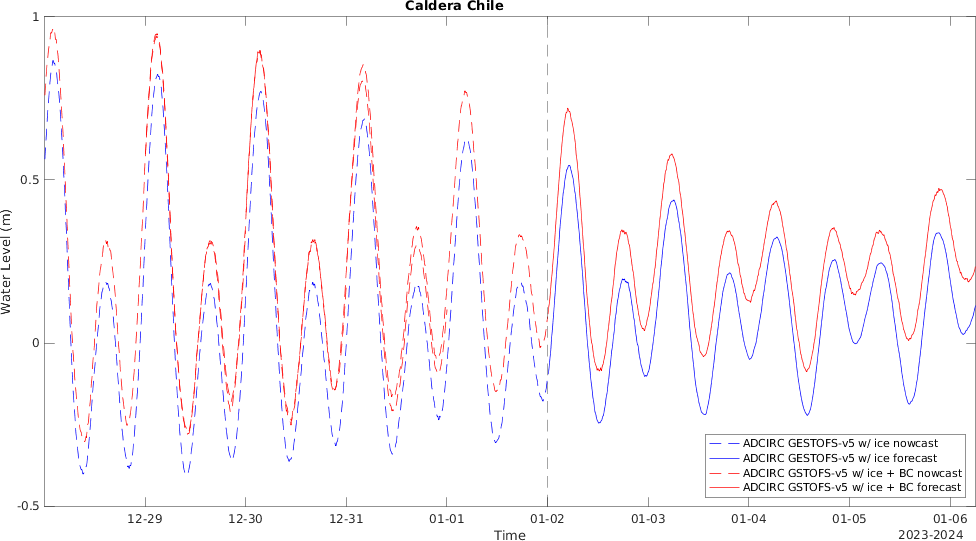 Caldera Chile
1
0.5
0
-0.5
Water Level (m)
12-29
12-30
12-31
01-01
01-02
01-03
01-04
01-05
01-06
Time
2023-2024
ADCIRC GESTOFS-v5 w/ ice nowcast
ADCIRC GESTOFS-v5 w/ ice forecast
ADCIRC GSTOFS-v5 w/ ice + BC nowcast
ADCIRC GSTOFS-v5 w/ ice + BC forecast